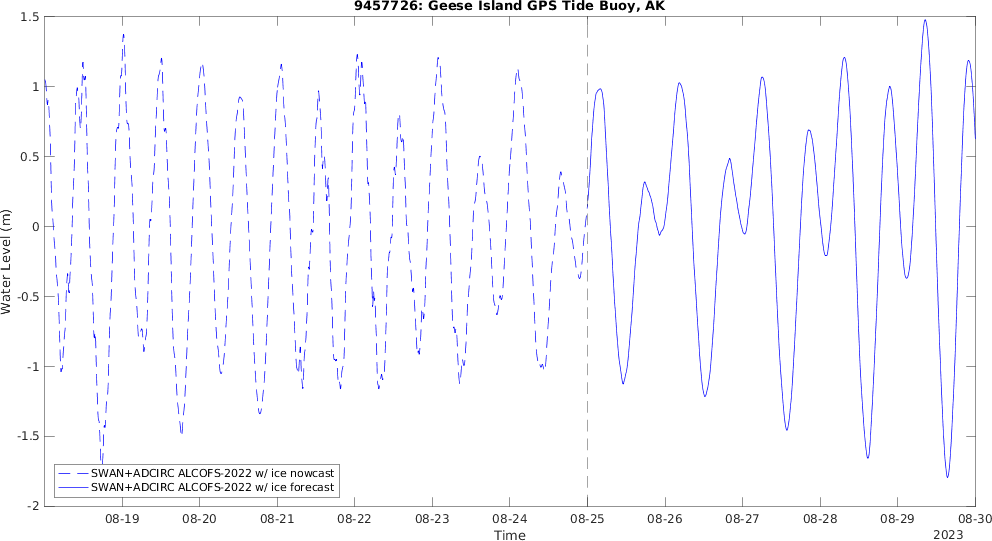 9457726: Geese Island GPS Tide Buoy, AK
1.5
1
0.5
0
-0.5
-1
-1.5
-2
Water Level (m)
SWAN+ADCIRC ALCOFS-2022 w/ ice nowcast
SWAN+ADCIRC ALCOFS-2022 w/ ice forecast
08-19 08-20 08-21 08-22 08-23 08-24 08-25 08-26 08-27 08-28 08-29 08-30
Time
2023